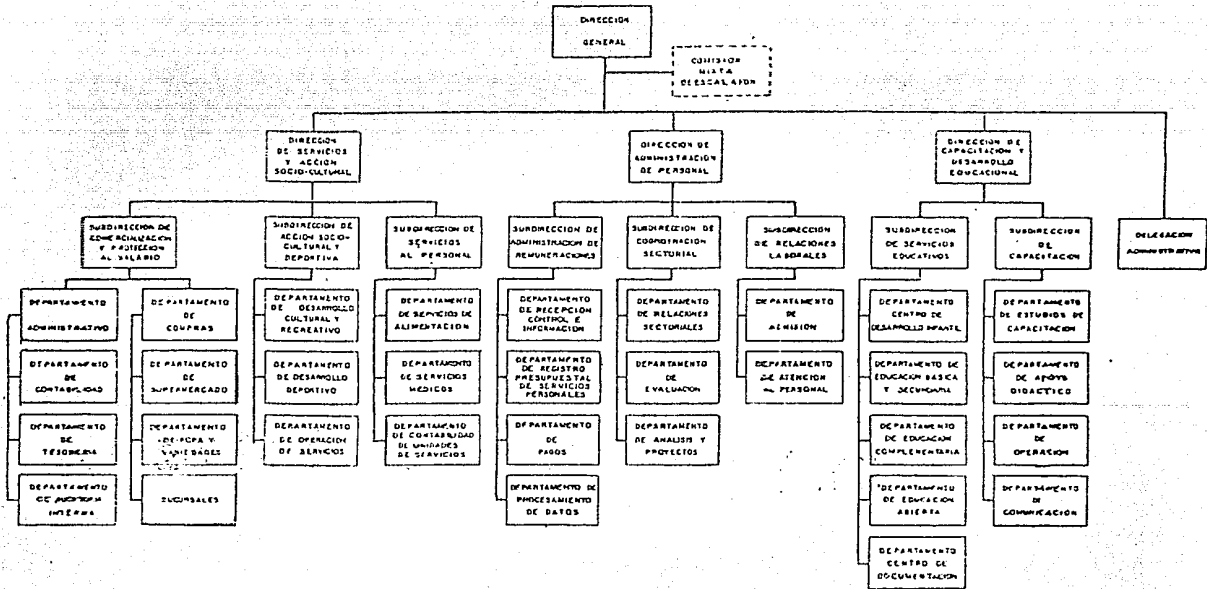 DIRECCION
GENERAL
COMISION
MIXTA
DE ESCALAFON
DIRECCION
DE SERVICIOS
Y ACCION
SOCIO-CULTURAL
DIRECCION DE
ADMINISTRACION
DE PERSONAL
DIRECCION DE
CAPACITACION Y
DESARROLLO
EDUCACIONAL
SUBDIRECCION DE
COMERCIALIZACION
Y PROTECCION
AL SALARIO
SUBDIRECCION DE
ACCION SOCIO-
CULTURAL Y
DEPORTIVA
SUBDIRECCION
DE
SERVICIOS
AL PERSONAL
SUBDIRECCION
DE
ADMINISTRACION DE
REMUNERACIONES
SUBDIRECCION DE
COORDINACION
SECTORIAL
SUBDIRECCION
DE RELACIONES
LABORALES
SUBDIRECCION
DE SERVICIOS
EDUCATIVOS
SUBDIRECCION
DE
CAPACITACION
DELEGACION
ADMINISTRATIVA
DEPARTAMENTO
ADMINISTRATIVO
DEPARTAMENTO
DE
CONTABILIDAD
DEPARTAMENTO
DE
TESORERIA
DEPARTAMENTO
DE AUDITORIA
INTERNA
DEPARTAMENTO
DE
COMPRAS
DEPARTAMENTO
DE
SUPERMERCADO
DEPARTAMENTO
DE ROPA Y
VARIEDADES
SUCURSALES
DEPARTAMENTO
DE DESARROLLO
CULTURAL Y
RECREATIVO
DEPARTAMENTO
DE DESARROLLO
DEPORTIVO
DEPARTAMENTO
DE OPERACION
DE SERVICIOS
DEPARTAMENTO
DE SERVICIOS DE
ALIMENTACION
DEPARTAMENTO
DE SERVICIOS
MEDICOS
DEPARTAMENTO
DE CONTABILIDAD
DE UNIDADES
DE SERVICIOS
DEPARTAMENTO
DE RECEPCION
CONTROL E
INFORMACION
DEPARTAMENTO
DE REGISTRO
PRESUPUESTAL
DE SERVICIOS
PERSONALES
DEPARTAMENTO
DE
PAGOS
DEPARTAMENTO DE
PROCESAMIENTO
DE DATOS
DEPARTAMENTO
DE RELACIONES
SECTORIALES
DEPARTAMENTO
DE
EVALUACION
DEPARTAMENTO
DE ANALISIS Y
PROYECTOS
DEPARTAMENTO
DE
ADMISION
DEPARTAMENTO
DE ATENCION
AL PERSONAL
DEPARTAMENTO
CENTRO DE
DESARROLLO INFANTIL
DEPARTAMENTO DE
EDUCACION BASICA
Y SECUNDARIA
DEPARTAMENTO
DE EDUCACION
COMPLEMENTARIA
DEPARTAMENTO
DE EDUCACION
ABIERTA
DEPARTAMENTO
CENTRO DE
DOCUMENTACION
DEPARTAMENTO
DE ESTUDIOS DE
CAPACITACION
DEPARTAMENTO
DE APOYO
DIDACTICO
DEPARTAMENTO
DE
OPERACION
DEPARTAMENTO
DE
COMUNICACION